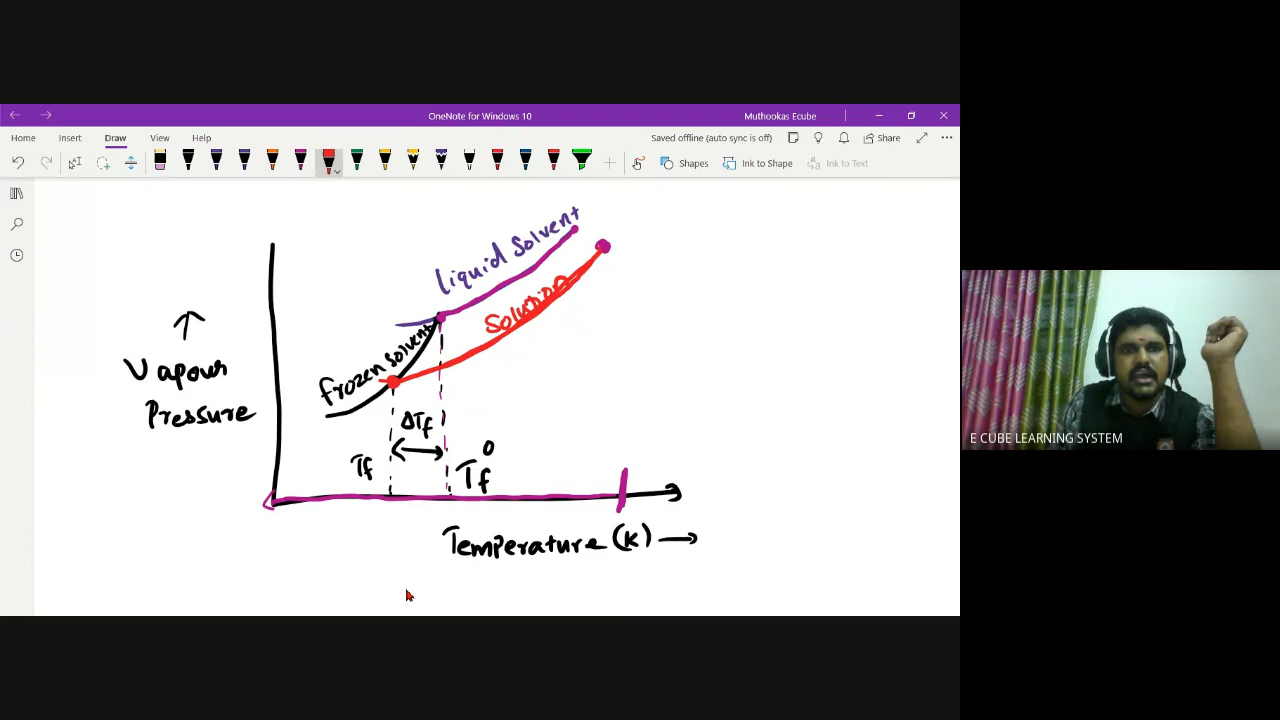 OneNote for Windows 10
Muthookas Ecube
Home Insert Draw View Help
Saved offline (auto sync is off)
Share
Shapes
Ink to Shape
Ink to Text
Liquid Solvent
Solution
frozen solvent
Vapour
Pressure
ΔTf
Tf
Tf⁰
Temperature (K) →
E CUBE LEARNING SYSTEM